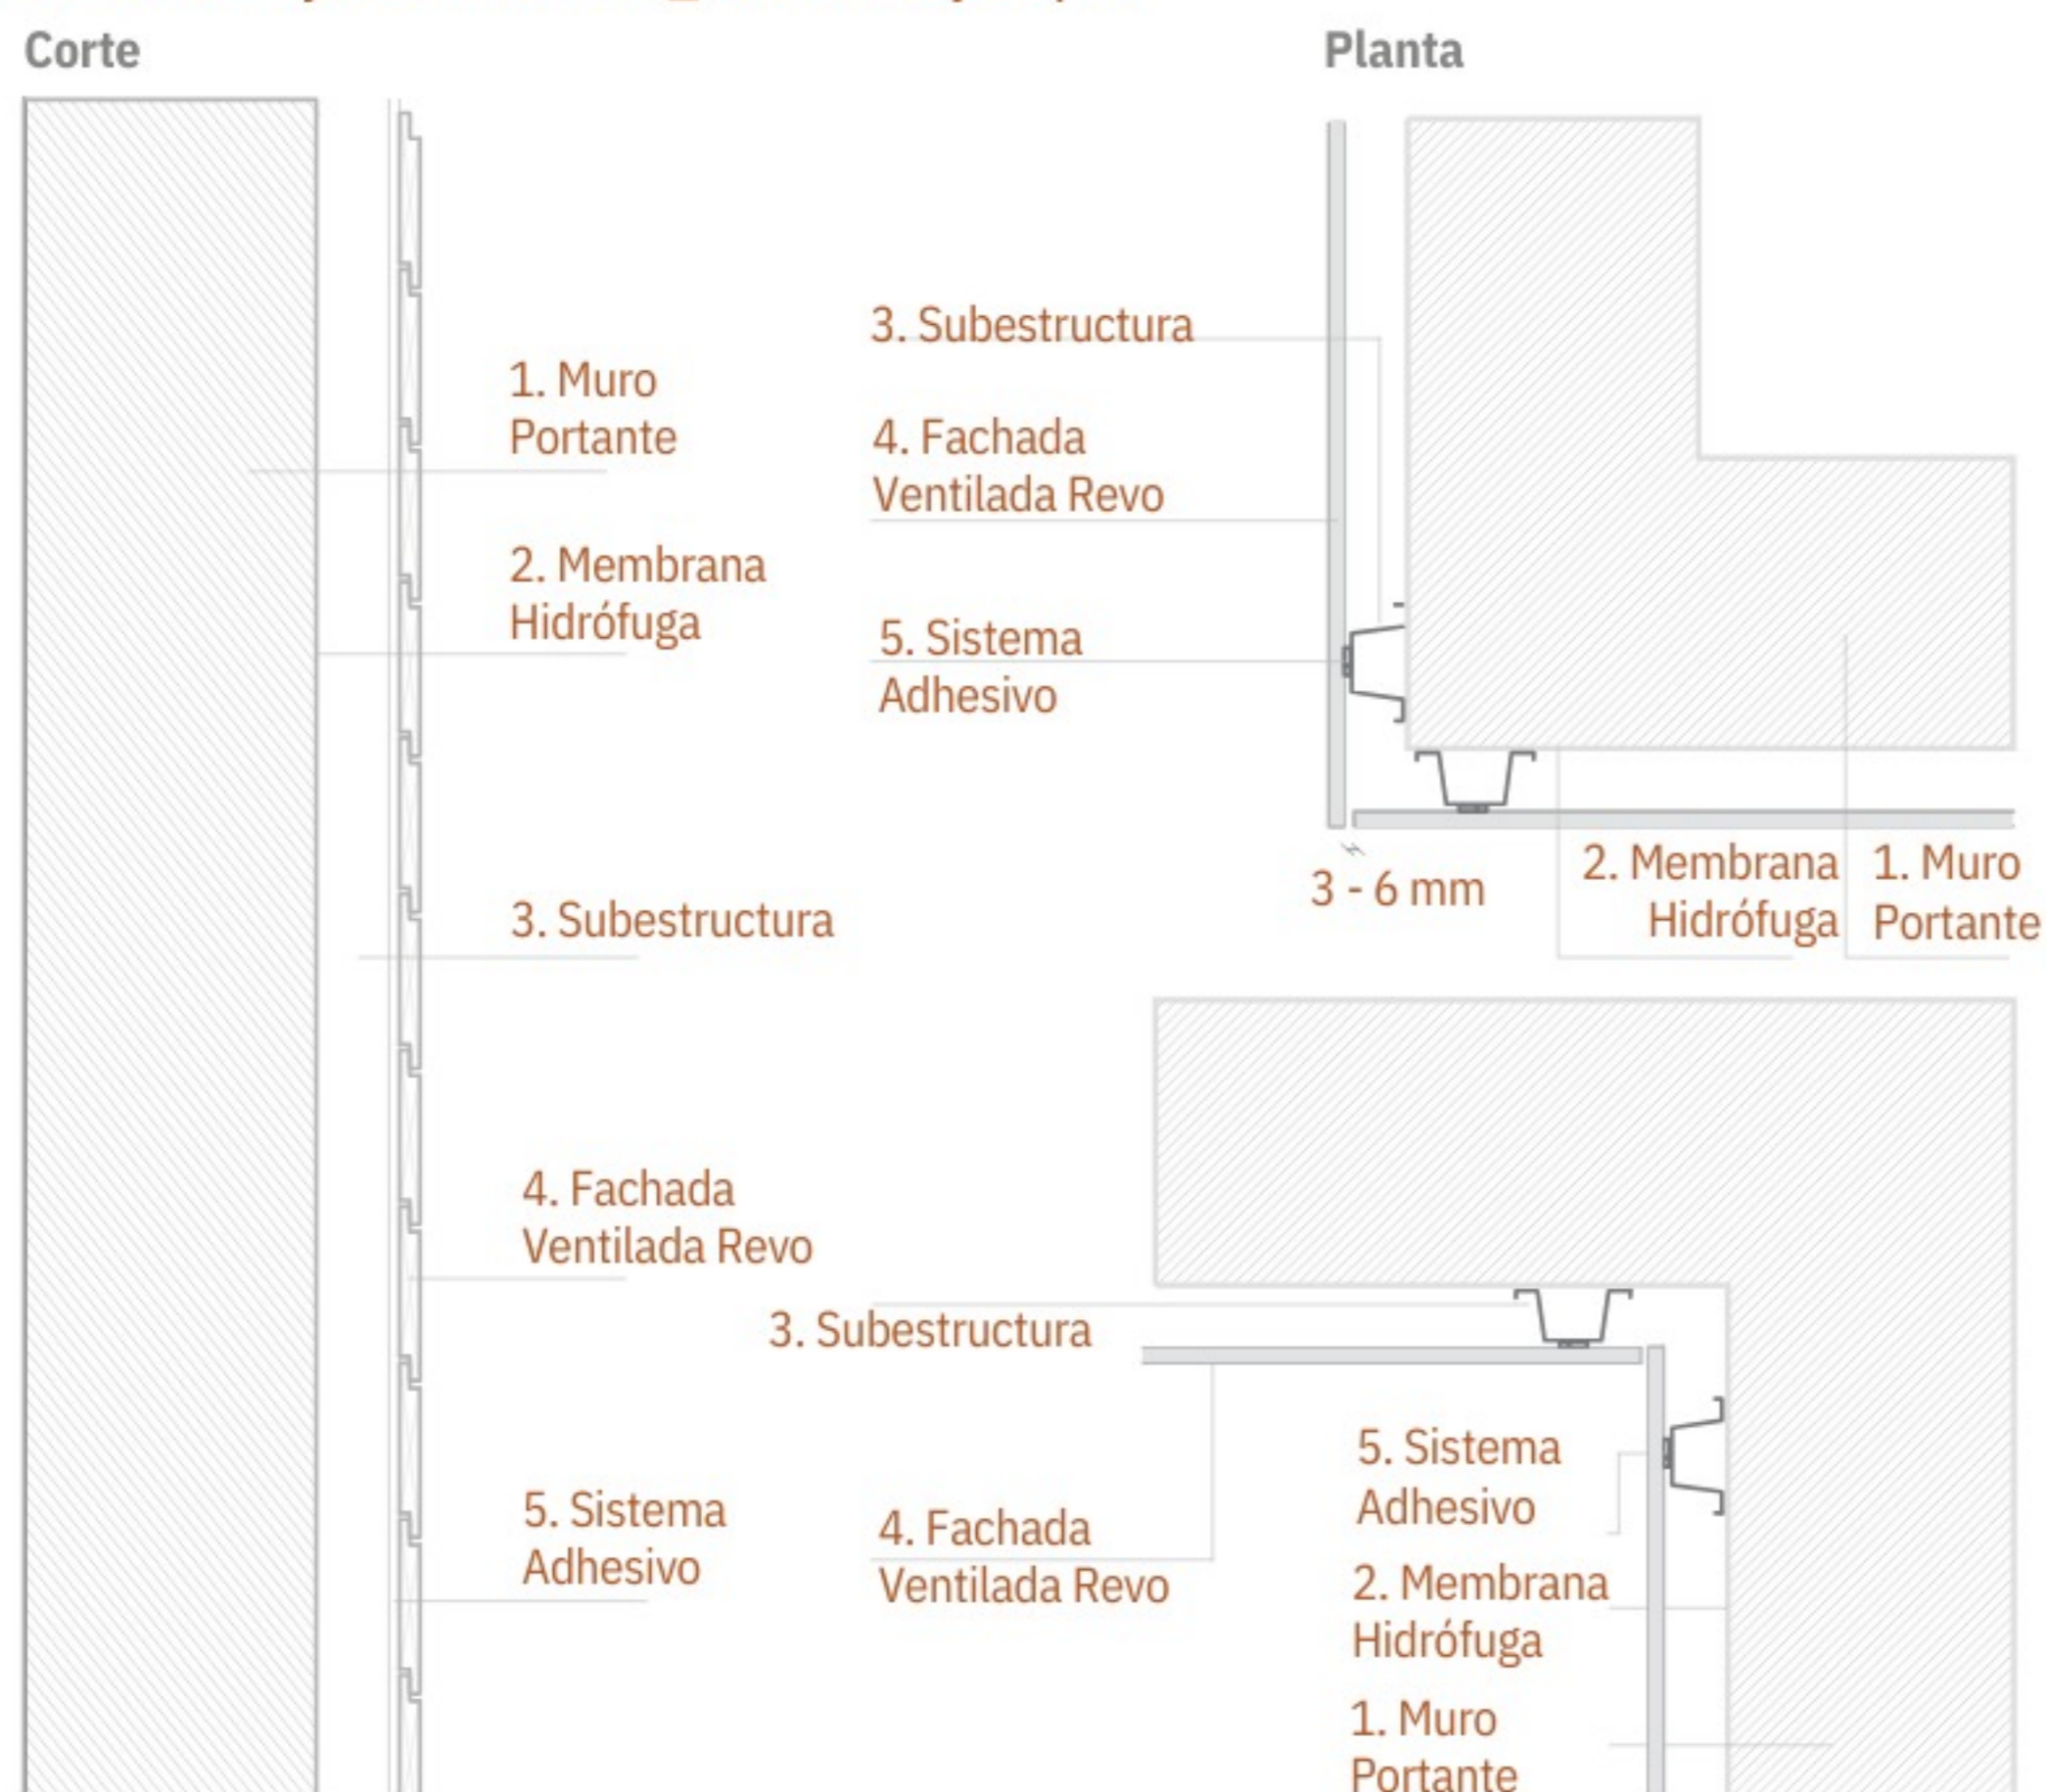 Corte
1. Muro
Portante
2. Membrana
Hidrófuga
3. Subestructura
4. Fachada
Ventilada Revo
5. Sistema
Adhesivo
Planta
3. Subestructura
4. Fachada
Ventilada Revo
5. Sistema
Adhesivo
3 - 6 mm
2. Membrana
Hidrófuga
1. Muro
Portante
3. Subestructura
4. Fachada
Ventilada Revo
5. Sistema
Adhesivo
2. Membrana
Hidrófuga
1. Muro
Portante